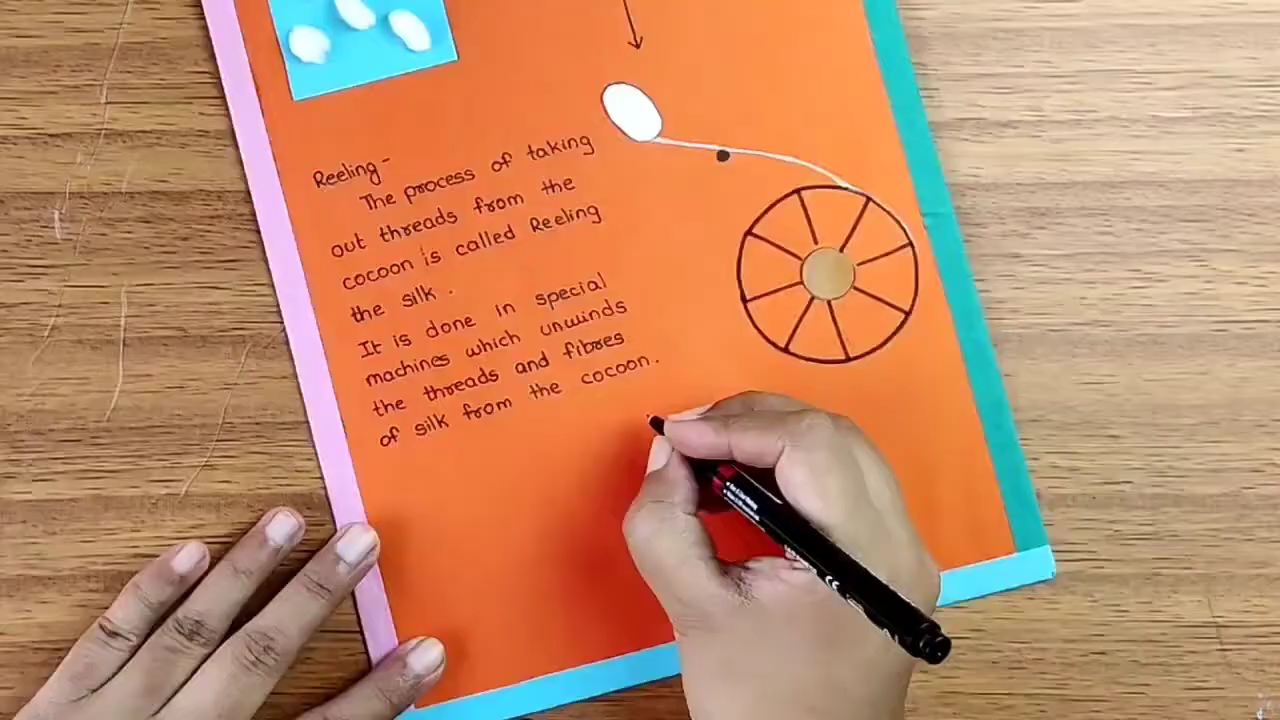 Reeling-
The process of taking
out threads from the
cocoon is called Reeling
the silk.
It is done in special
machines which unwinds
the threads and fibres
of silk from the cocoon.